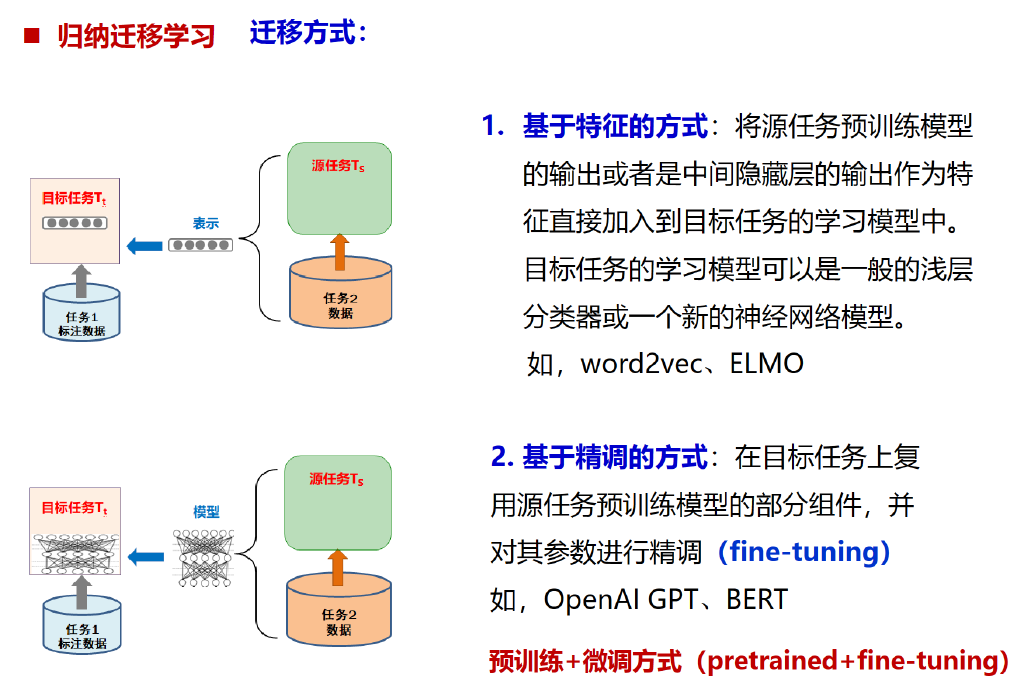 ■ 归纳迁移学习 迁移方式：
源任务Ts
目标任务Tt
表示
任务2
数据
任务1
标注数据
1. 基于特征的方式：将源任务预训练模型
的输出或者是中间隐藏层的输出作为特
征直接加入到目标任务的学习模型中。
目标任务的学习模型可以是一般的浅层
分类器或一个新的神经网络模型。
如，word2vec、ELMO
源任务Ts
目标任务Tt
模型
任务2
数据
任务1
标注数据
2. 基于精调的方式：在目标任务上复
用源任务预训练模型的部分组件，并
对其参数进行精调（fine-tuning）
如，OpenAI GPT、BERT
预训练+微调方式（pretrained+fine-tuning）